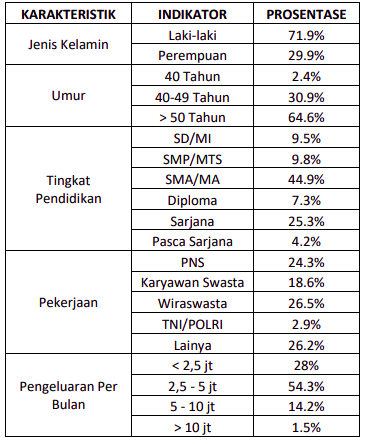 KARAKTERISTIK INDIKATOR PROSENTASE
Jenis Kelamin Laki-laki 71.9%
Perempuan 29.9%
Umur 40 Tahun 2.4%
40-49 Tahun 30.9%
> 50 Tahun 64.6%
Tingkat Pendidikan SD/MI 9.5%
SMP/MTS 9.8%
SMA/MA 44.9%
Diploma 7.3%
Sarjana 25.3%
Pasca Sarjana 4.2%
Pekerjaan PNS 24.3%
Karyawan Swasta 18.6%
Wiraswasta 26.5%
TNI/POLRI 2.9%
Lainya 26.2%
Pengeluaran Per Bulan < 2,5 jt 28%
2,5 - 5 jt 54.3%
5 - 10 jt 14.2%
> 10 jt 1.5%